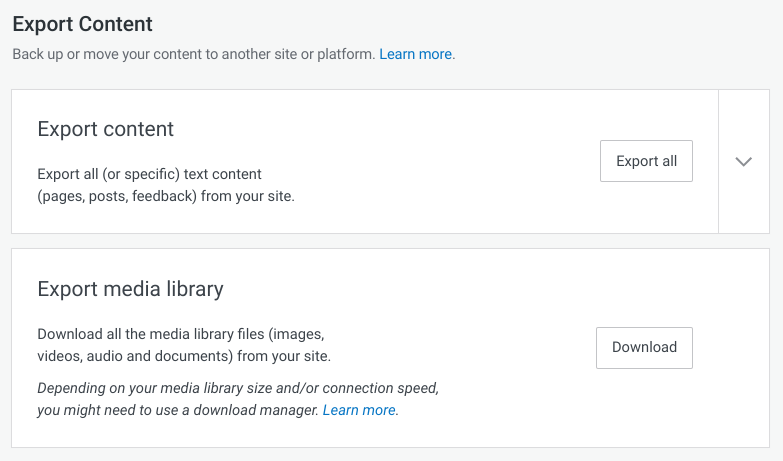 Export Content
Back up or move your content to another site or platform. Learn more.
Export content
Export all (or specific) text content
(pages, posts, feedback) from your site.
Export all
Export media library
Download all the media library files (images,
videos, audio and documents) from your site.
Download
Depending on your media library size and/or connection speed,
you might need to use a download manager. Learn more.